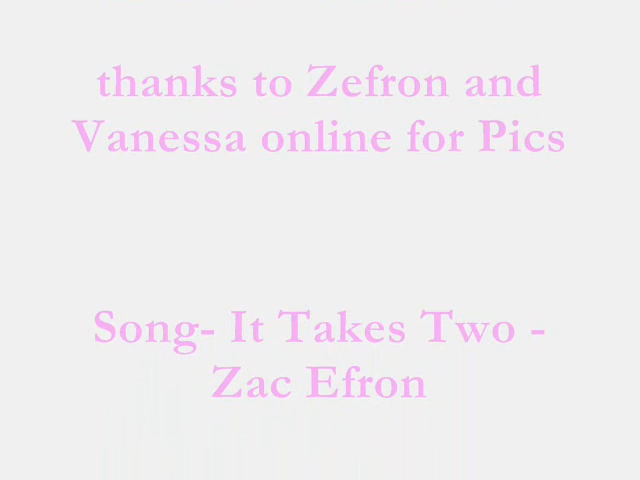 thanks to Zefron and
Vanessa online for Pics
Song- It Takes Two -
Zac Efron